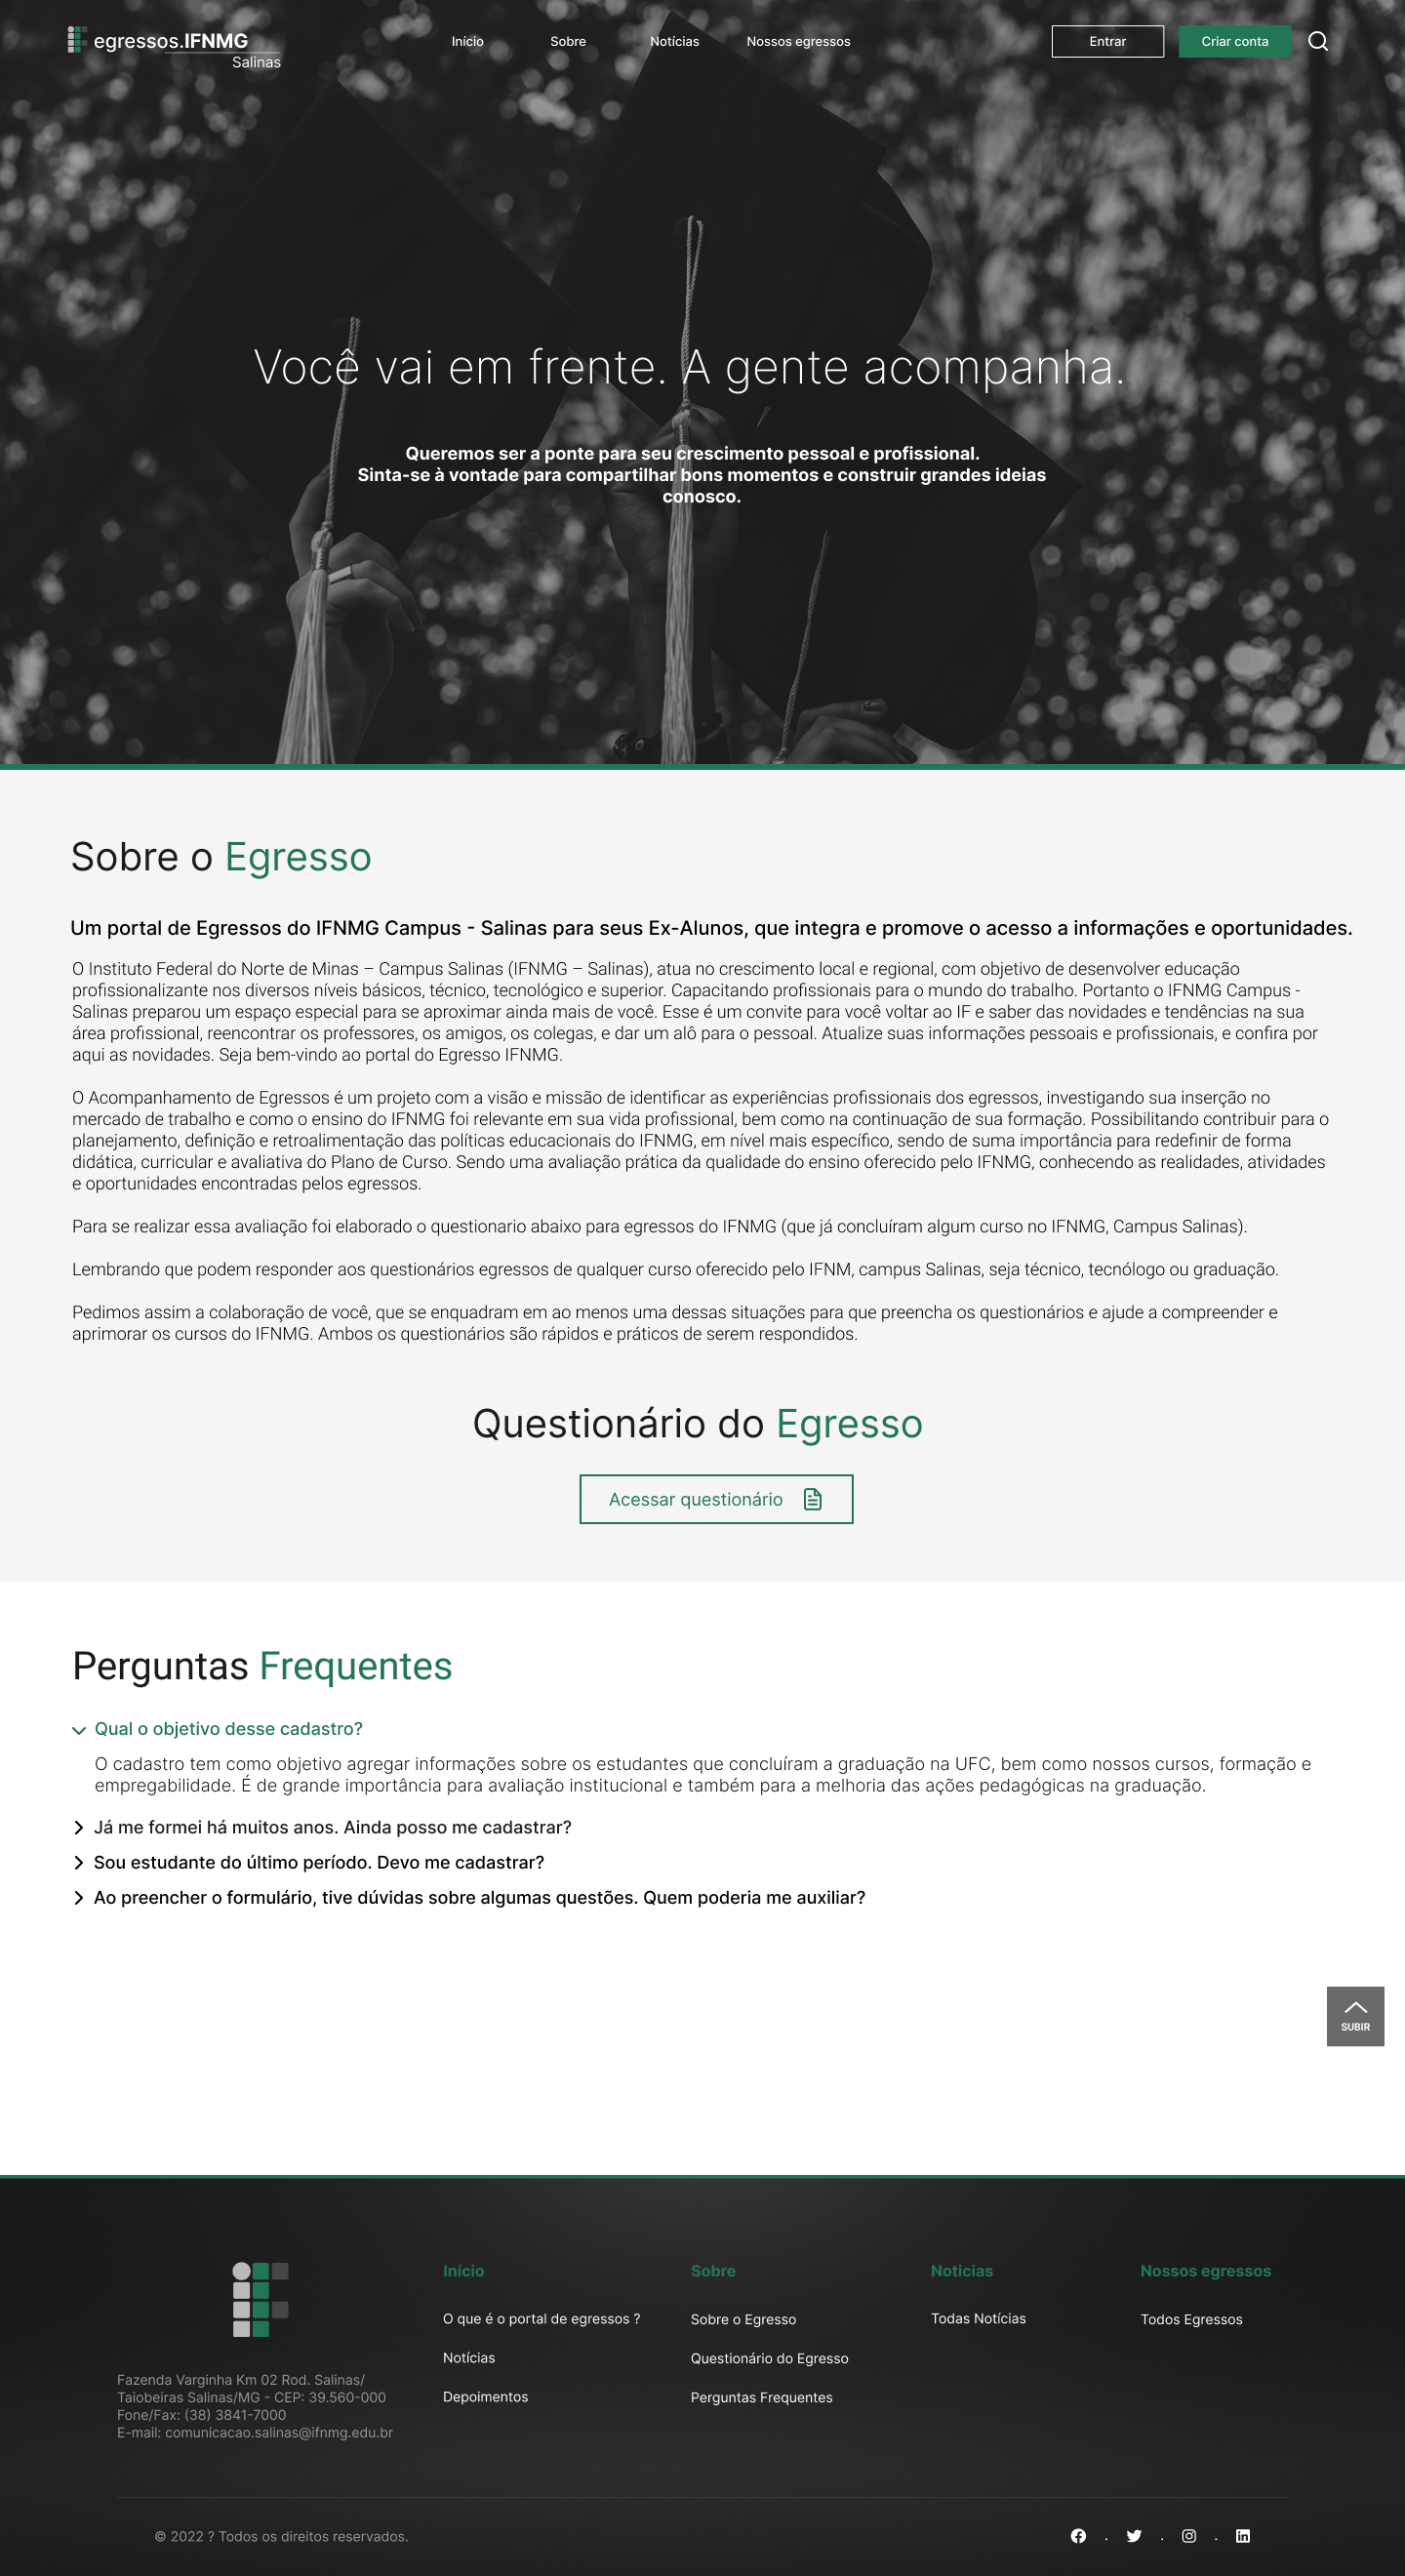 egressos.IFNMG
Salinas
Início
Sobre
Notícias
Nossos egressos
Entrar
Criar conta
Você vai em frente. A gente acompanha.
Queremos ser a ponte para seu crescimento pessoal e profissional.
Sinta-se à vontade para compartilhar bons momentos e construir grandes ideias
conosco.
Sobre o Egresso
Um portal de Egressos do IFNMG Campus - Salinas para seus Ex-Alunos, que integra e promove o acesso a informações e oportunidades.
O Instituto Federal do Norte de Minas – Campus Salinas (IFNMG – Salinas), atua no crescimento local e regional, com objetivo de desenvolver educação
profissionalizante nos diversos níveis básicos, técnico, tecnológico e superior. Capacitando profissionais para o mundo do trabalho. Portanto o IFNMG Campus -
Salinas preparou um espaço especial para se aproximar ainda mais de você. Esse é um convite para você voltar ao IF e saber das novidades e tendências na sua
área profissional, reencontrar os professores, os amigos, os colegas, e dar um alô para o pessoal. Atualize suas informações pessoais e profissionais, e confira por
aqui as novidades. Seja bem-vindo ao portal do Egresso IFNMG.
O Acompanhamento de Egressos é um projeto com a visão e missão de identificar as experiências profissionais dos egressos, investigando sua inserção no
mercado de trabalho e como o ensino do IFNMG foi relevante em sua vida profissional, bem como na continuação de sua formação. Possibilitando contribuir para o
planejamento, definição e retroalimentação das políticas educacionais do IFNMG, em nível mais específico, sendo de suma importância para redefinir de forma
didática, curricular e avaliativa do Plano de Curso. Sendo uma avaliação prática da qualidade do ensino oferecido pelo IFNMG, conhecendo as realidades, atividades
e oportunidades encontradas pelos egressos.
Para se realizar essa avaliação foi elaborado o questionario abaixo para egressos do IFNMG (que já concluíram algum curso no IFNMG, Campus Salinas).
Lembrando que podem responder aos questionários egressos de qualquer curso oferecido pelo IFNM, campus Salinas, seja técnico, tecnólogo ou graduação.
Pedimos assim a colaboração de você, que se enquadram em ao menos uma dessas situações para que preencha os questionários e ajude a compreender e
aprimorar os cursos do IFNMG. Ambos os questionários são rápidos e práticos de serem respondidos.
Questionário do Egresso
Acessar questionário
Perguntas Frequentes
Qual o objetivo desse cadastro?
O cadastro tem como objetivo agregar informações sobre os estudantes que concluíram a graduação na UFC, bem como nossos cursos, formação e
empregabilidade. É de grande importância para avaliação institucional e também para a melhoria das ações pedagógicas na graduação.
Já me formei há muitos anos. Ainda posso me cadastrar?
Sou estudante do último período. Devo me cadastrar?
Ao preencher o formulário, tive dúvidas sobre algumas questões. Quem poderia me auxiliar?
SUBIR
Fazenda Varginha Km 02 Rod. Salinas/
Taiobeiras Salinas/MG - CEP: 39.560-000
Fone/Fax: (38) 3841-7000
E-mail: comunicacao.salinas@ifnmg.edu.br
Início
O que é o portal de egressos ?
Notícias
Depoimentos
Sobre
Sobre o Egresso
Questionário do Egresso
Perguntas Frequentes
Noticias
Todas Notícias
Nossos egressos
Todos Egressos
© 2022 ? Todos os direitos reservados.